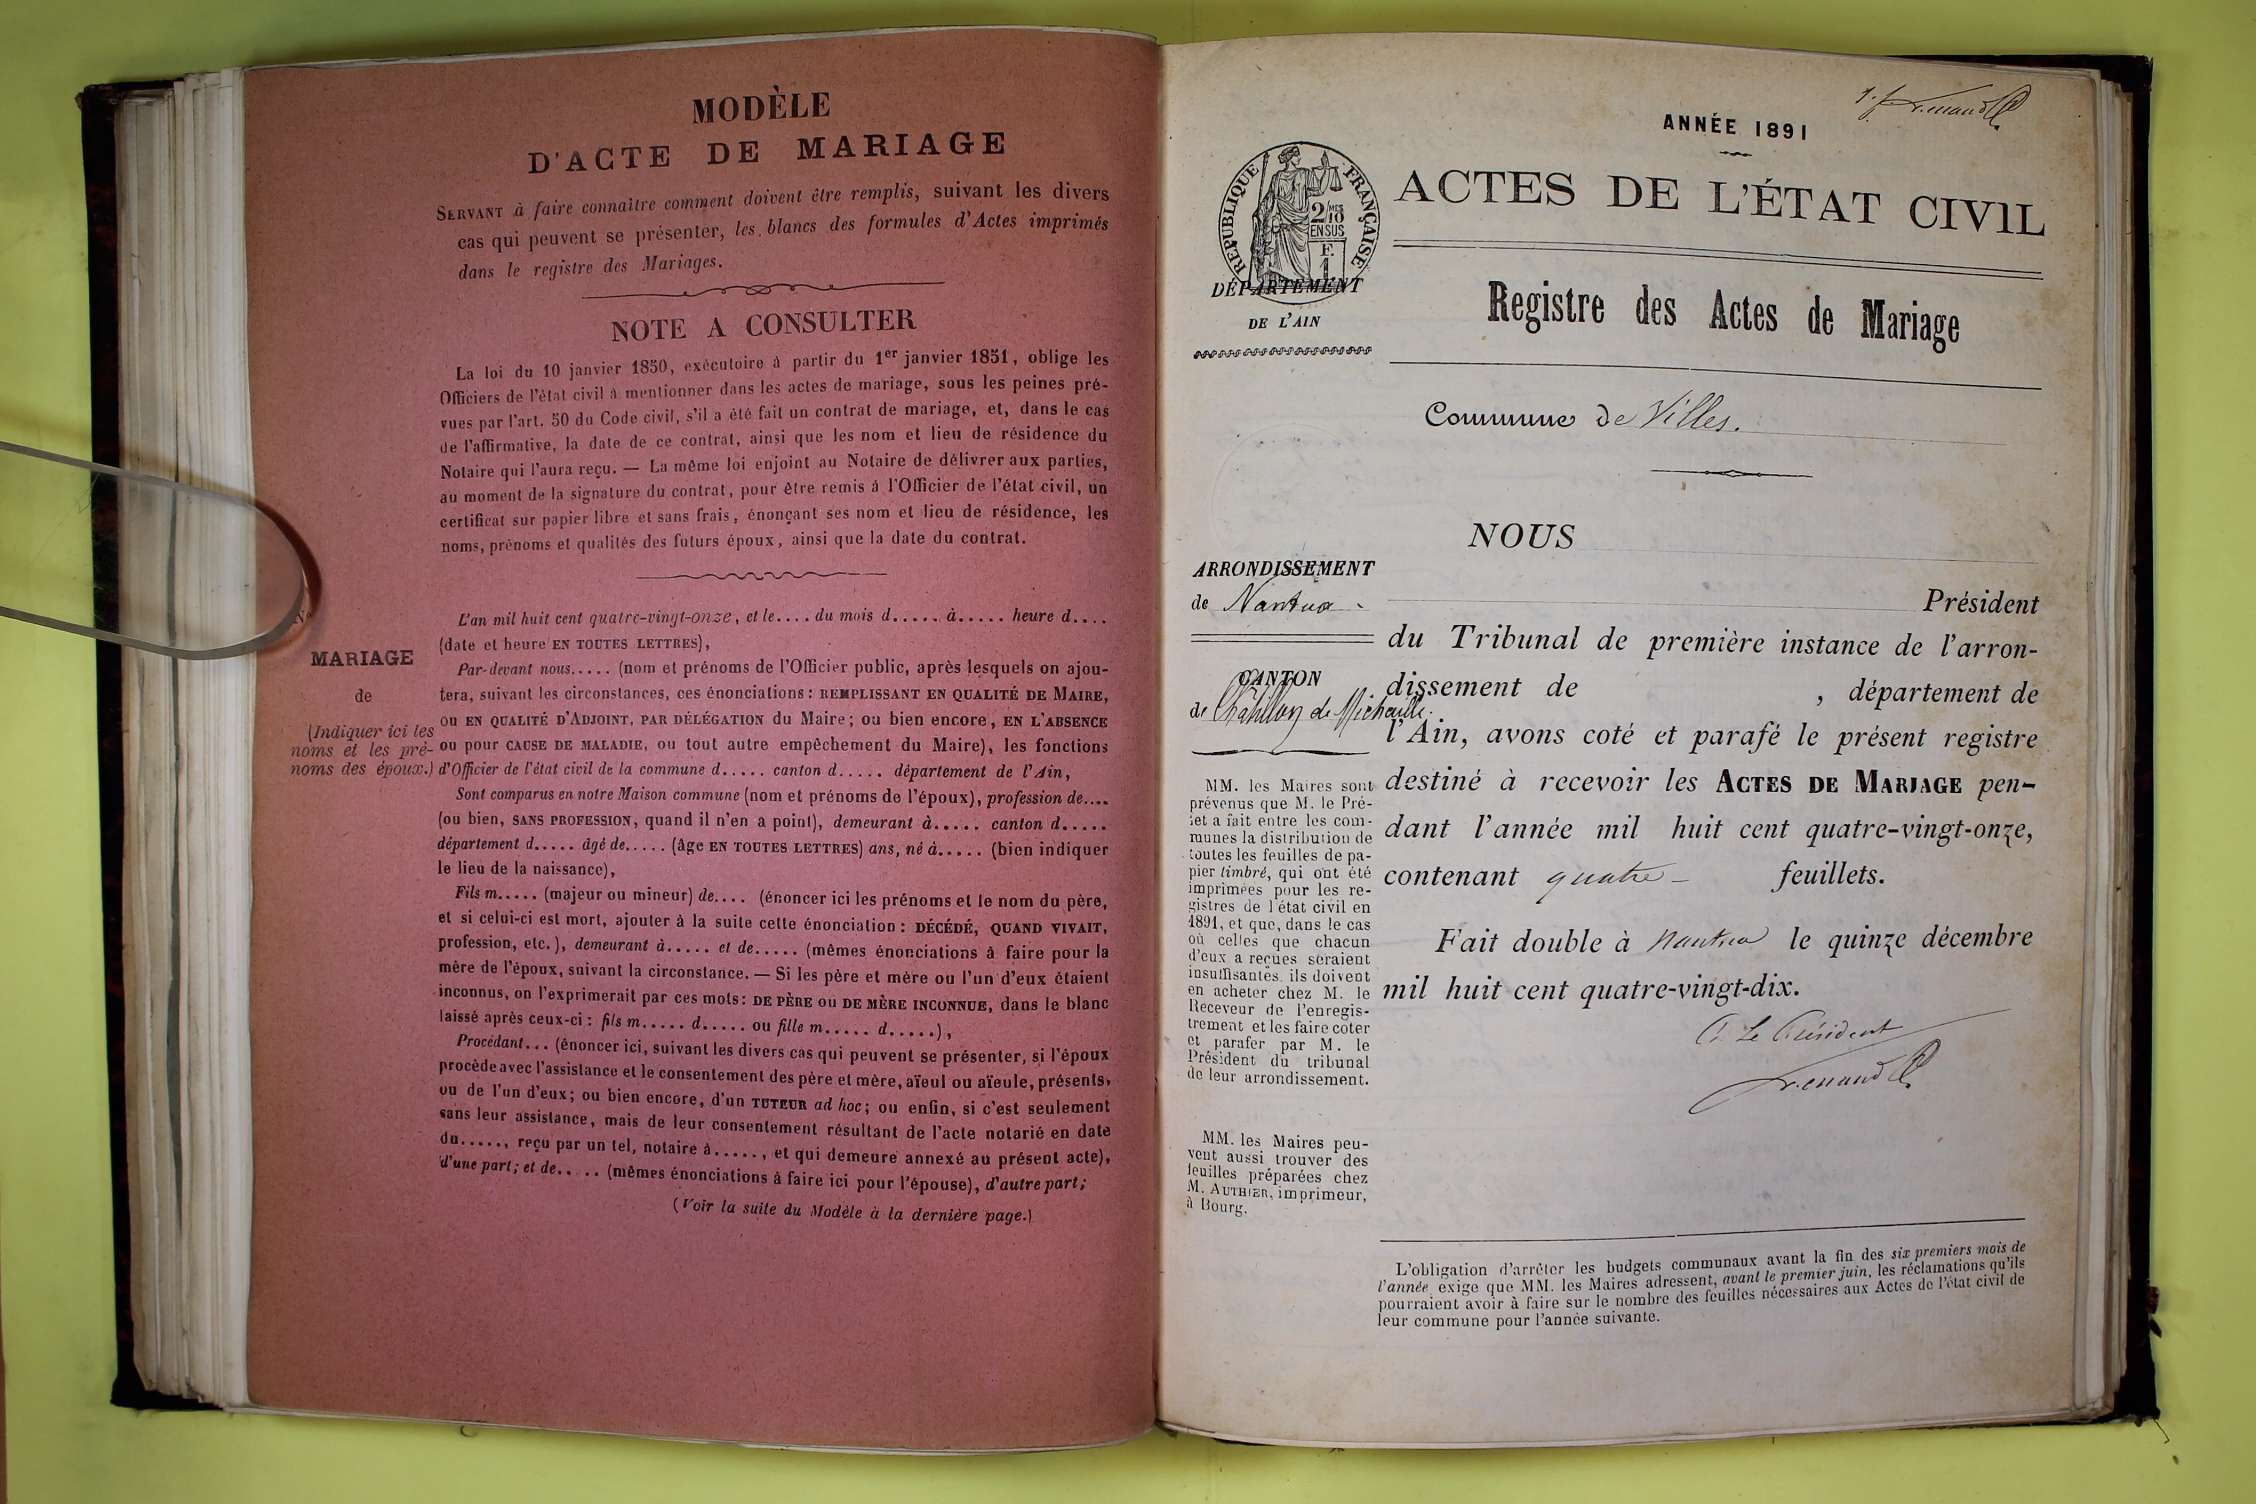 MODÈLE
D'ACTE DE MARIAGE
SERVANT à faire connaître comment doivent être remplis, suivant les divers
cas qui peuvent se présenter, les blancs des formules d'Actes imprimés
dans le registre des Mariages.
NOTE A CONSULTER
La loi du 10 janvier 1850, exécutoire à partir du 1er janvier 1851, oblige les
Officiers de l'état civil à mentionner dans les actes de mariage, sous les peines pré-
vues par l'art. 50 du Code civil, s'il a été fait un contrat de mariage, et, dans le cas
de l'affirmative, la date de ce contrat, ainsi que les nom et lieu de résidence du
Notaire qui l'aura reçu. — La même loi enjoint au Notaire de délivrer aux parties,
au moment de la signature du contrat, pour être remis à l'Officier de l'état civil, un
certificat sur papier libre et sans frais, énonçant ses nom et lieu de résidence, les
noms, prénoms et qualités des futurs époux, ainsi que la date du contrat.
N°
MARIAGE
de
(Indiquer ici les
noms et les pré-
noms des époux.)
L'an mil huit cent quatre-vingt-onze, et le.... du mois d..... à..... heure d....
(date et heure EN TOUTES LETTRES),
Par-devant nous..... (nom et prénoms de l'Officier public, après lesquels on ajou-
tera, suivant les circonstances, ces énonciations : REMPLISSANT EN QUALITÉ DE MAIRE,
ou EN QUALITÉ D'ADJOINT, PAR DÉLÉGATION du Maire; ou bien encore, EN L'ABSENCE
ou pour CAUSE DE MALADIE, ou tout autre empêchement du Maire), les fonctions
d'Officier de l'état civil de la commune d..... canton d..... département de l'Ain,
Sont comparus en notre Maison commune (nom et prénoms de l'époux), profession de....
(ou bien, SANS PROFESSION, quand il n'en a point), demeurant à..... canton d.....
département d..... âgé de..... (âge EN TOUTES LETTRES) ans, né à..... (bien indiquer
le lieu de la naissance),
Fils m..... (majeur ou mineur) de.... (énoncer ici les prénoms et le nom du père,
et si celui-ci est mort, ajouter à la suite cette énonciation : DÉCÉDÉ, QUAND VIVAIT,
profession, etc.), demeurant à..... et de..... (mêmes énonciations à faire pour la
mère de l'époux, suivant la circonstance. — Si les père et mère ou l'un d'eux étaient
inconnus, on l'exprimerait par ces mots : DE PÈRE OU DE MÈRE INCONNUE, dans le blanc
laissé après ceux-ci : fils m..... d..... ou fille m..... d.....),
Procédant... (énoncer ici, suivant les divers cas qui peuvent se présenter, si l'époux
procède avec l'assistance et le consentement des père et mère, aïeul ou aïeule, présents,
ou de l'un d'eux; ou bien encore, d'un TUTEUR ad hoc; ou enfin, si c'est seulement
sans leur assistance, mais de leur consentement résultant de l'acte notarié en date
du....., reçu par un tel, notaire à....., et qui demeure annexé au présent acte),
d'une part; et de..... (mêmes énonciations à faire ici pour l'épouse), d'autre part;
(Voir la suite du Modèle à la dernière page.)
ANNÉE 1891
RÉPUBLIQUE FRANÇAISE
2/10
MES
EN SUS
F.
1
DÉPARTEMENT
DE L'AIN
ACTES DE L'ÉTAT CIVIL
Registre des Actes de Mariage
Commune de Villes.
ARRONDISSEMENT
de Nantua.
CANTON
de Châtillon de Michaille.
MM. les Maires sont
prévenus que M. le Pré-
fet a fait entre les com-
munes la distribution de
toutes les feuilles de pa-
pier timbré, qui ont été
imprimées pour les re-
gistres de l'état civil en
1891, et que, dans le cas
où celles que chacun
d'eux a reçues seraient
insuffisantes, ils doivent
en acheter chez M. le
Receveur de l'enregis-
trement et les faire coter
et parafer par M. le
Président du tribunal
de leur arrondissement.
MM. les Maires peu-
vent aussi trouver des
feuilles préparées chez
M. AUTHIER, imprimeur,
à Bourg.
NOUS
Président
du Tribunal de première instance de l'arron-
dissement de , département de
l'Ain, avons coté et parafé le présent registre
destiné à recevoir les ACTES DE MARIAGE pen-
dant l'année mil huit cent quatre-vingt-onze,
contenant quatre feuillets.
Fait double à Nantua le quinze décembre
mil huit cent quatre-vingt-dix.
Le Président
L'obligation d'arrêter les budgets communaux avant la fin des six premiers mois de
l'année exige que MM. les Maires adressent, avant le premier juin, les réclamations qu'ils
pourraient avoir à faire sur le nombre des feuilles nécessaires aux Actes de l'état civil de
leur commune pour l'année suivante.